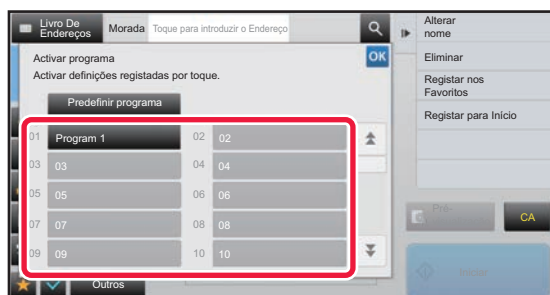 Livro De Endereços
Morada
Toque para introduzir o Endereço
Alterar nome
Activar programa
OK
Activar definições registadas por toque.
Eliminar
Predefinir programa
Registar nos Favoritos
Registar para Início
01 Program 1
02 02
03 03
04 04
05 05
06 06
07 07
08 08
09 09
10 10
Pré-
CA
Iniciar
Outros